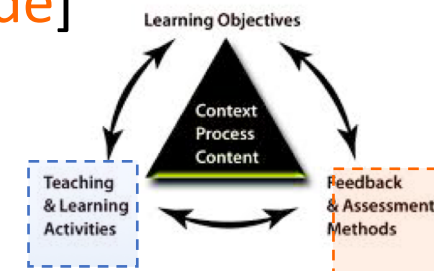 de]
Learning Objectives
Context
Process
Content
Teaching
& Learning
Activities
Feedback
& Assessment
Methods